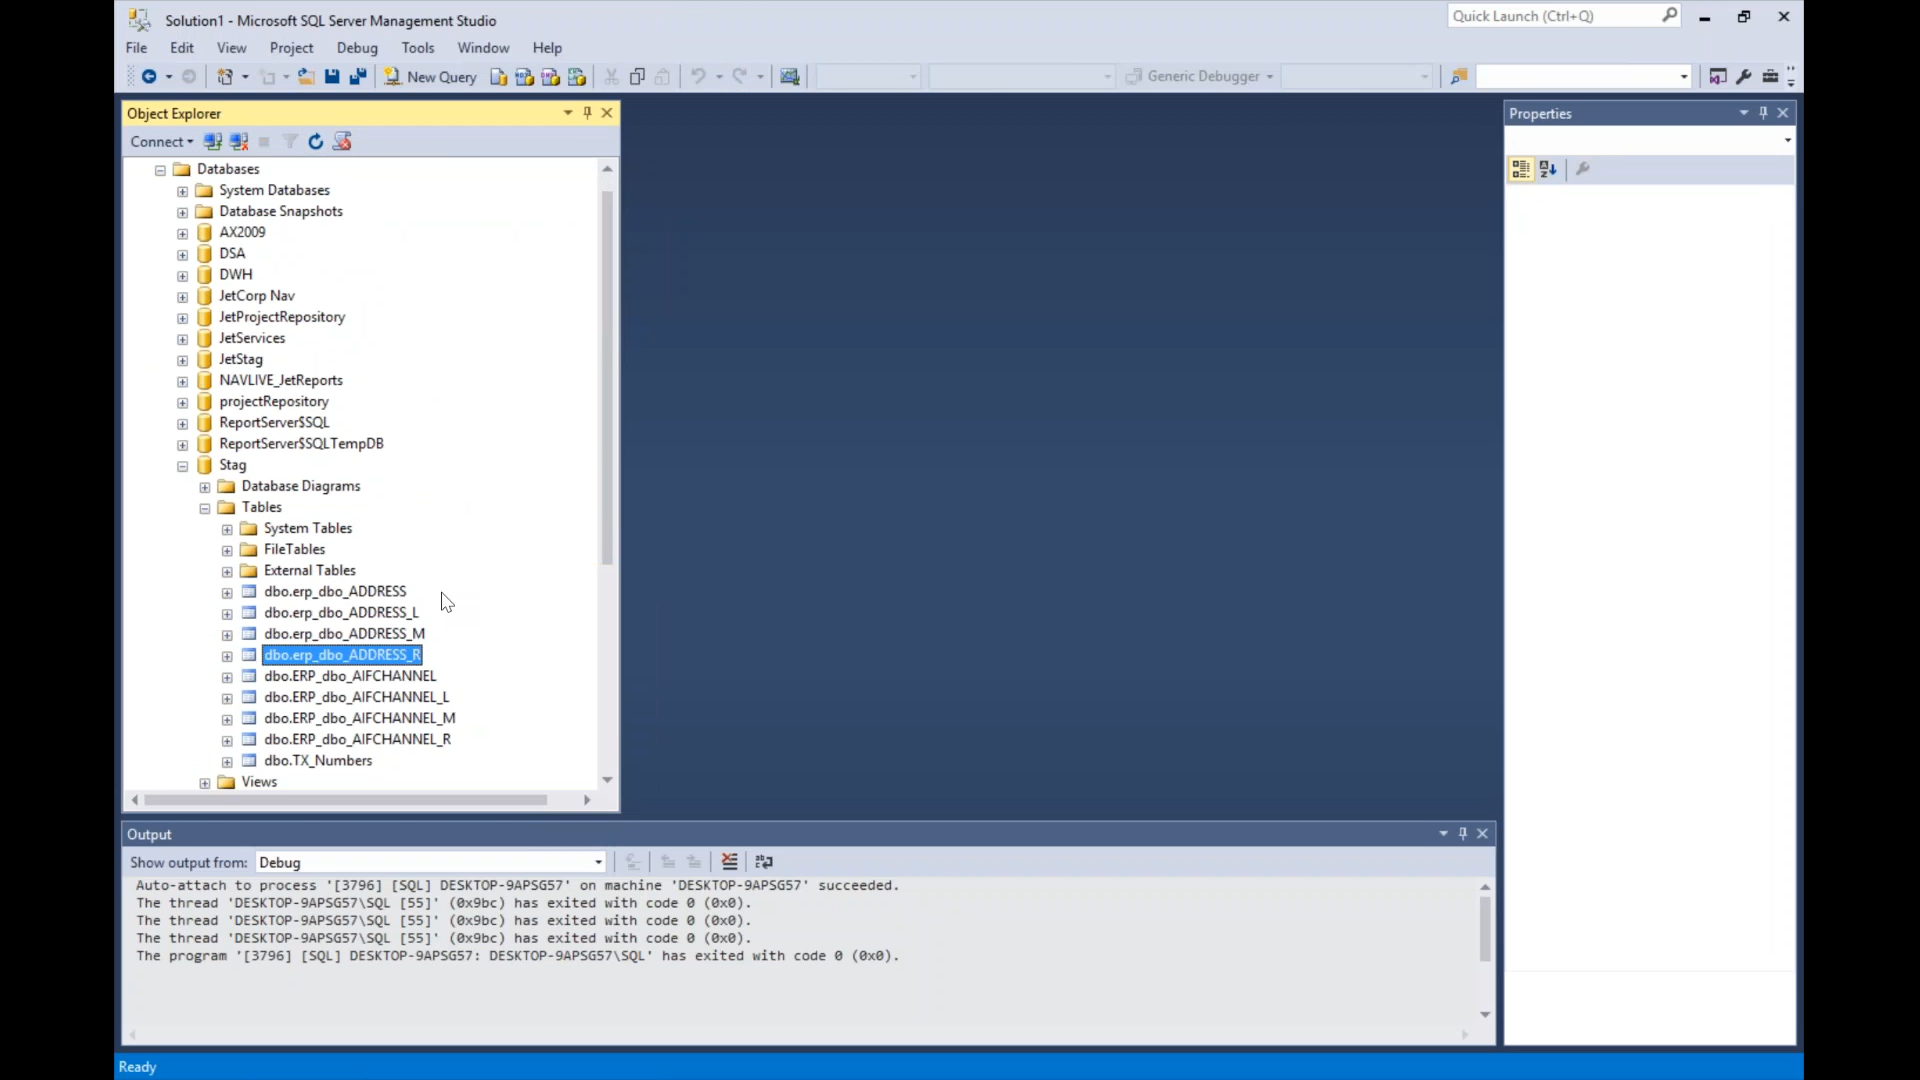 Solution1 - Microsoft SQL Server Management Studio
Quick Launch (Ctrl+Q)
File Edit View Project Debug Tools Window Help
New Query
Generic Debugger
Object Explorer
Connect
Databases
System Databases
Database Snapshots
AX2009
DSA
DWH
JetCorp Nav
JetProjectRepository
JetServices
JetStag
NAVLIVE_JetReports
projectRepository
ReportServer$SQL
ReportServer$SQLTempDB
Stag
Database Diagrams
Tables
System Tables
FileTables
External Tables
dbo.erp_dbo_ADDRESS
dbo.erp_dbo_ADDRESS_L
dbo.erp_dbo_ADDRESS_M
dbo.erp_dbo_ADDRESS_R
dbo.ERP_dbo_AIFCHANNEL
dbo.ERP_dbo_AIFCHANNEL_L
dbo.ERP_dbo_AIFCHANNEL_M
dbo.ERP_dbo_AIFCHANNEL_R
dbo.TX_Numbers
Views
Properties
Output
Show output from: Debug
Auto-attach to process '[3796] [SQL] DESKTOP-9APSG57' on machine 'DESKTOP-9APSG57' succeeded.
The thread 'DESKTOP-9APSG57\SQL [55]' (0x9bc) has exited with code 0 (0x0).
The thread 'DESKTOP-9APSG57\SQL [55]' (0x9bc) has exited with code 0 (0x0).
The thread 'DESKTOP-9APSG57\SQL [55]' (0x9bc) has exited with code 0 (0x0).
The program '[3796] [SQL] DESKTOP-9APSG57: DESKTOP-9APSG57\SQL' has exited with code 0 (0x0).
Ready